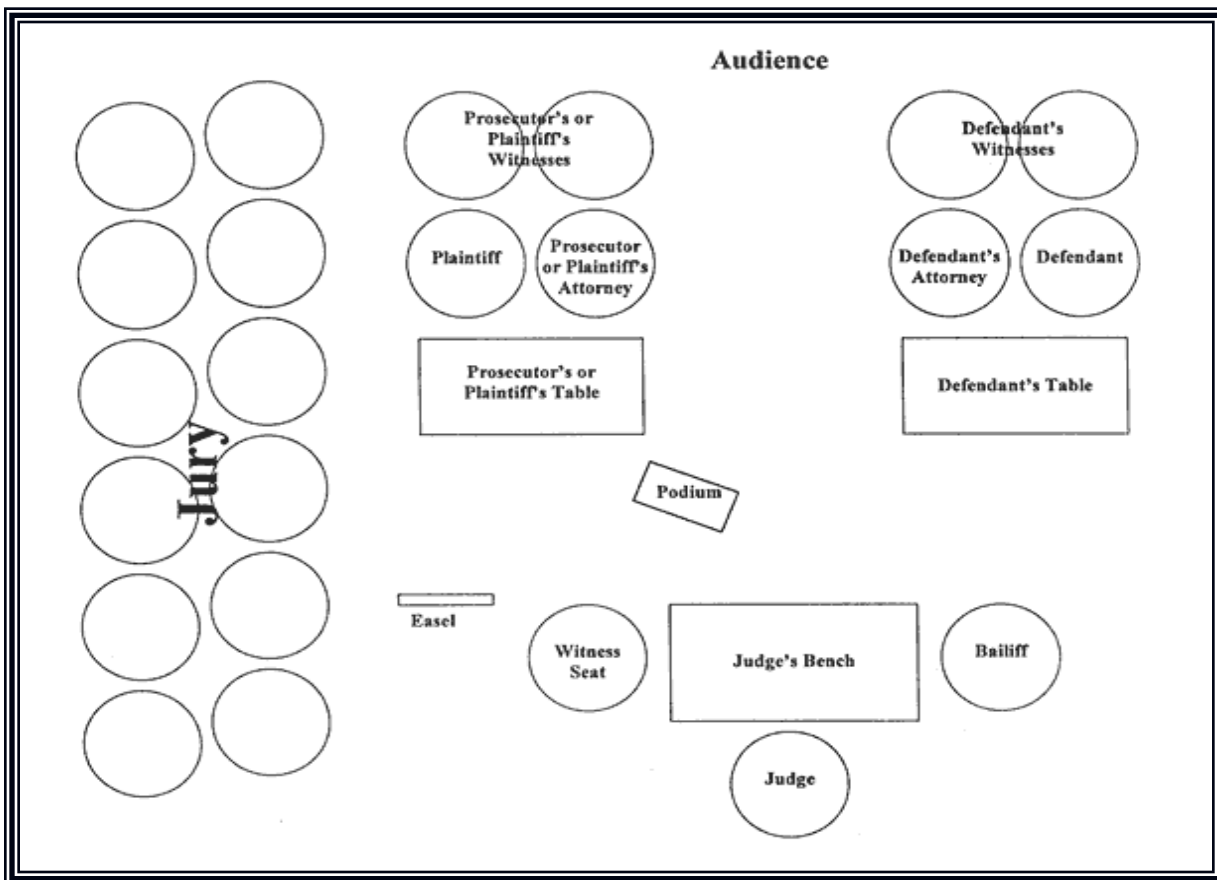 Audience
Prosecutor's or
Plaintiff's
Witnesses
Defendant's
Witnesses
Plaintiff
Prosecutor
or Plaintiff's
Attorney
Defendant's
Attorney
Defendant
Prosecutor's or
Plaintiff's Table
Defendant's Table
Jury
Podium
Easel
Witness
Seat
Judge's Bench
Bailiff
Judge